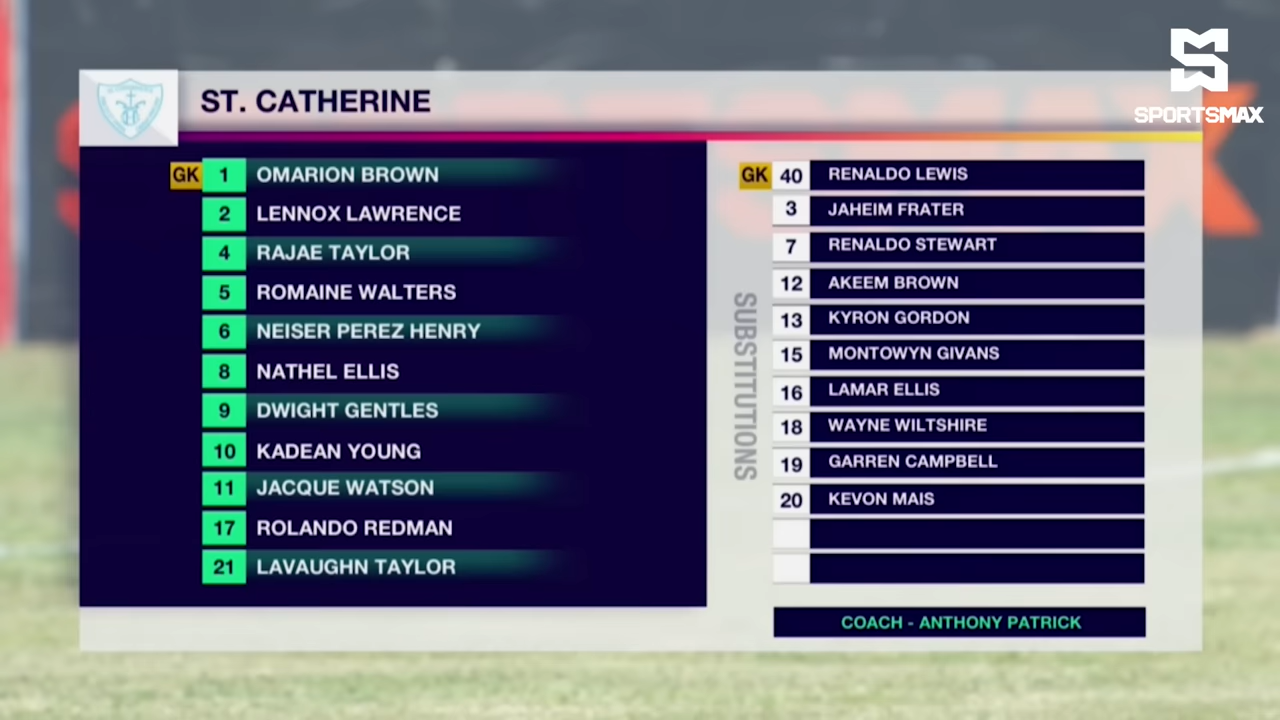 SPORTSMAX
ST. CATHERINE
GK 1 OMARION BROWN
2 LENNOX LAWRENCE
4 RAJAE TAYLOR
5 ROMAINE WALTERS
6 NEISER PEREZ HENRY
8 NATHEL ELLIS
9 DWIGHT GENTLES
10 KADEAN YOUNG
11 JACQUE WATSON
17 ROLANDO REDMAN
21 LAVAUGHN TAYLOR
SUBSTITUTIONS
GK 40 RENALDO LEWIS
3 JAHEIM FRATER
7 RENALDO STEWART
12 AKEEM BROWN
13 KYRON GORDON
15 MONTOWYN GIVANS
16 LAMAR ELLIS
18 WAYNE WILTSHIRE
19 GARREN CAMPBELL
20 KEVON MAIS
COACH - ANTHONY PATRICK